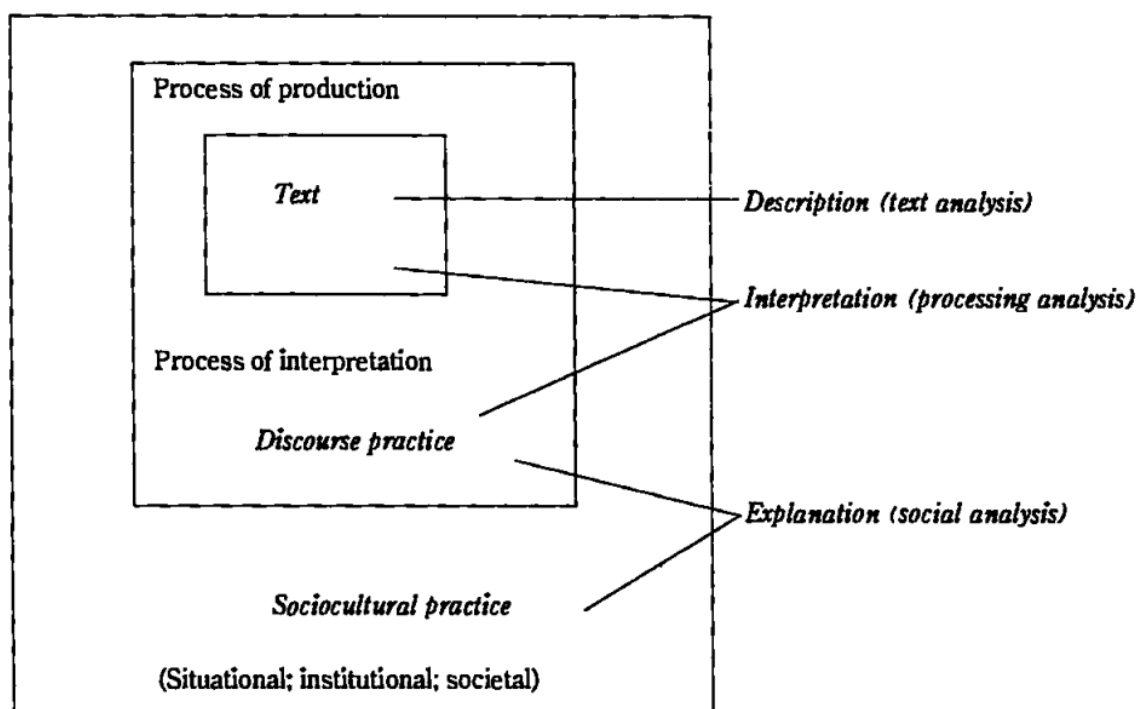 Process of production
Text
Description (text analysis)
Interpretation (processing analysis)
Process of interpretation
Discourse practice
Explanation (social analysis)
Sociocultural practice
(Situational; institutional; societal)